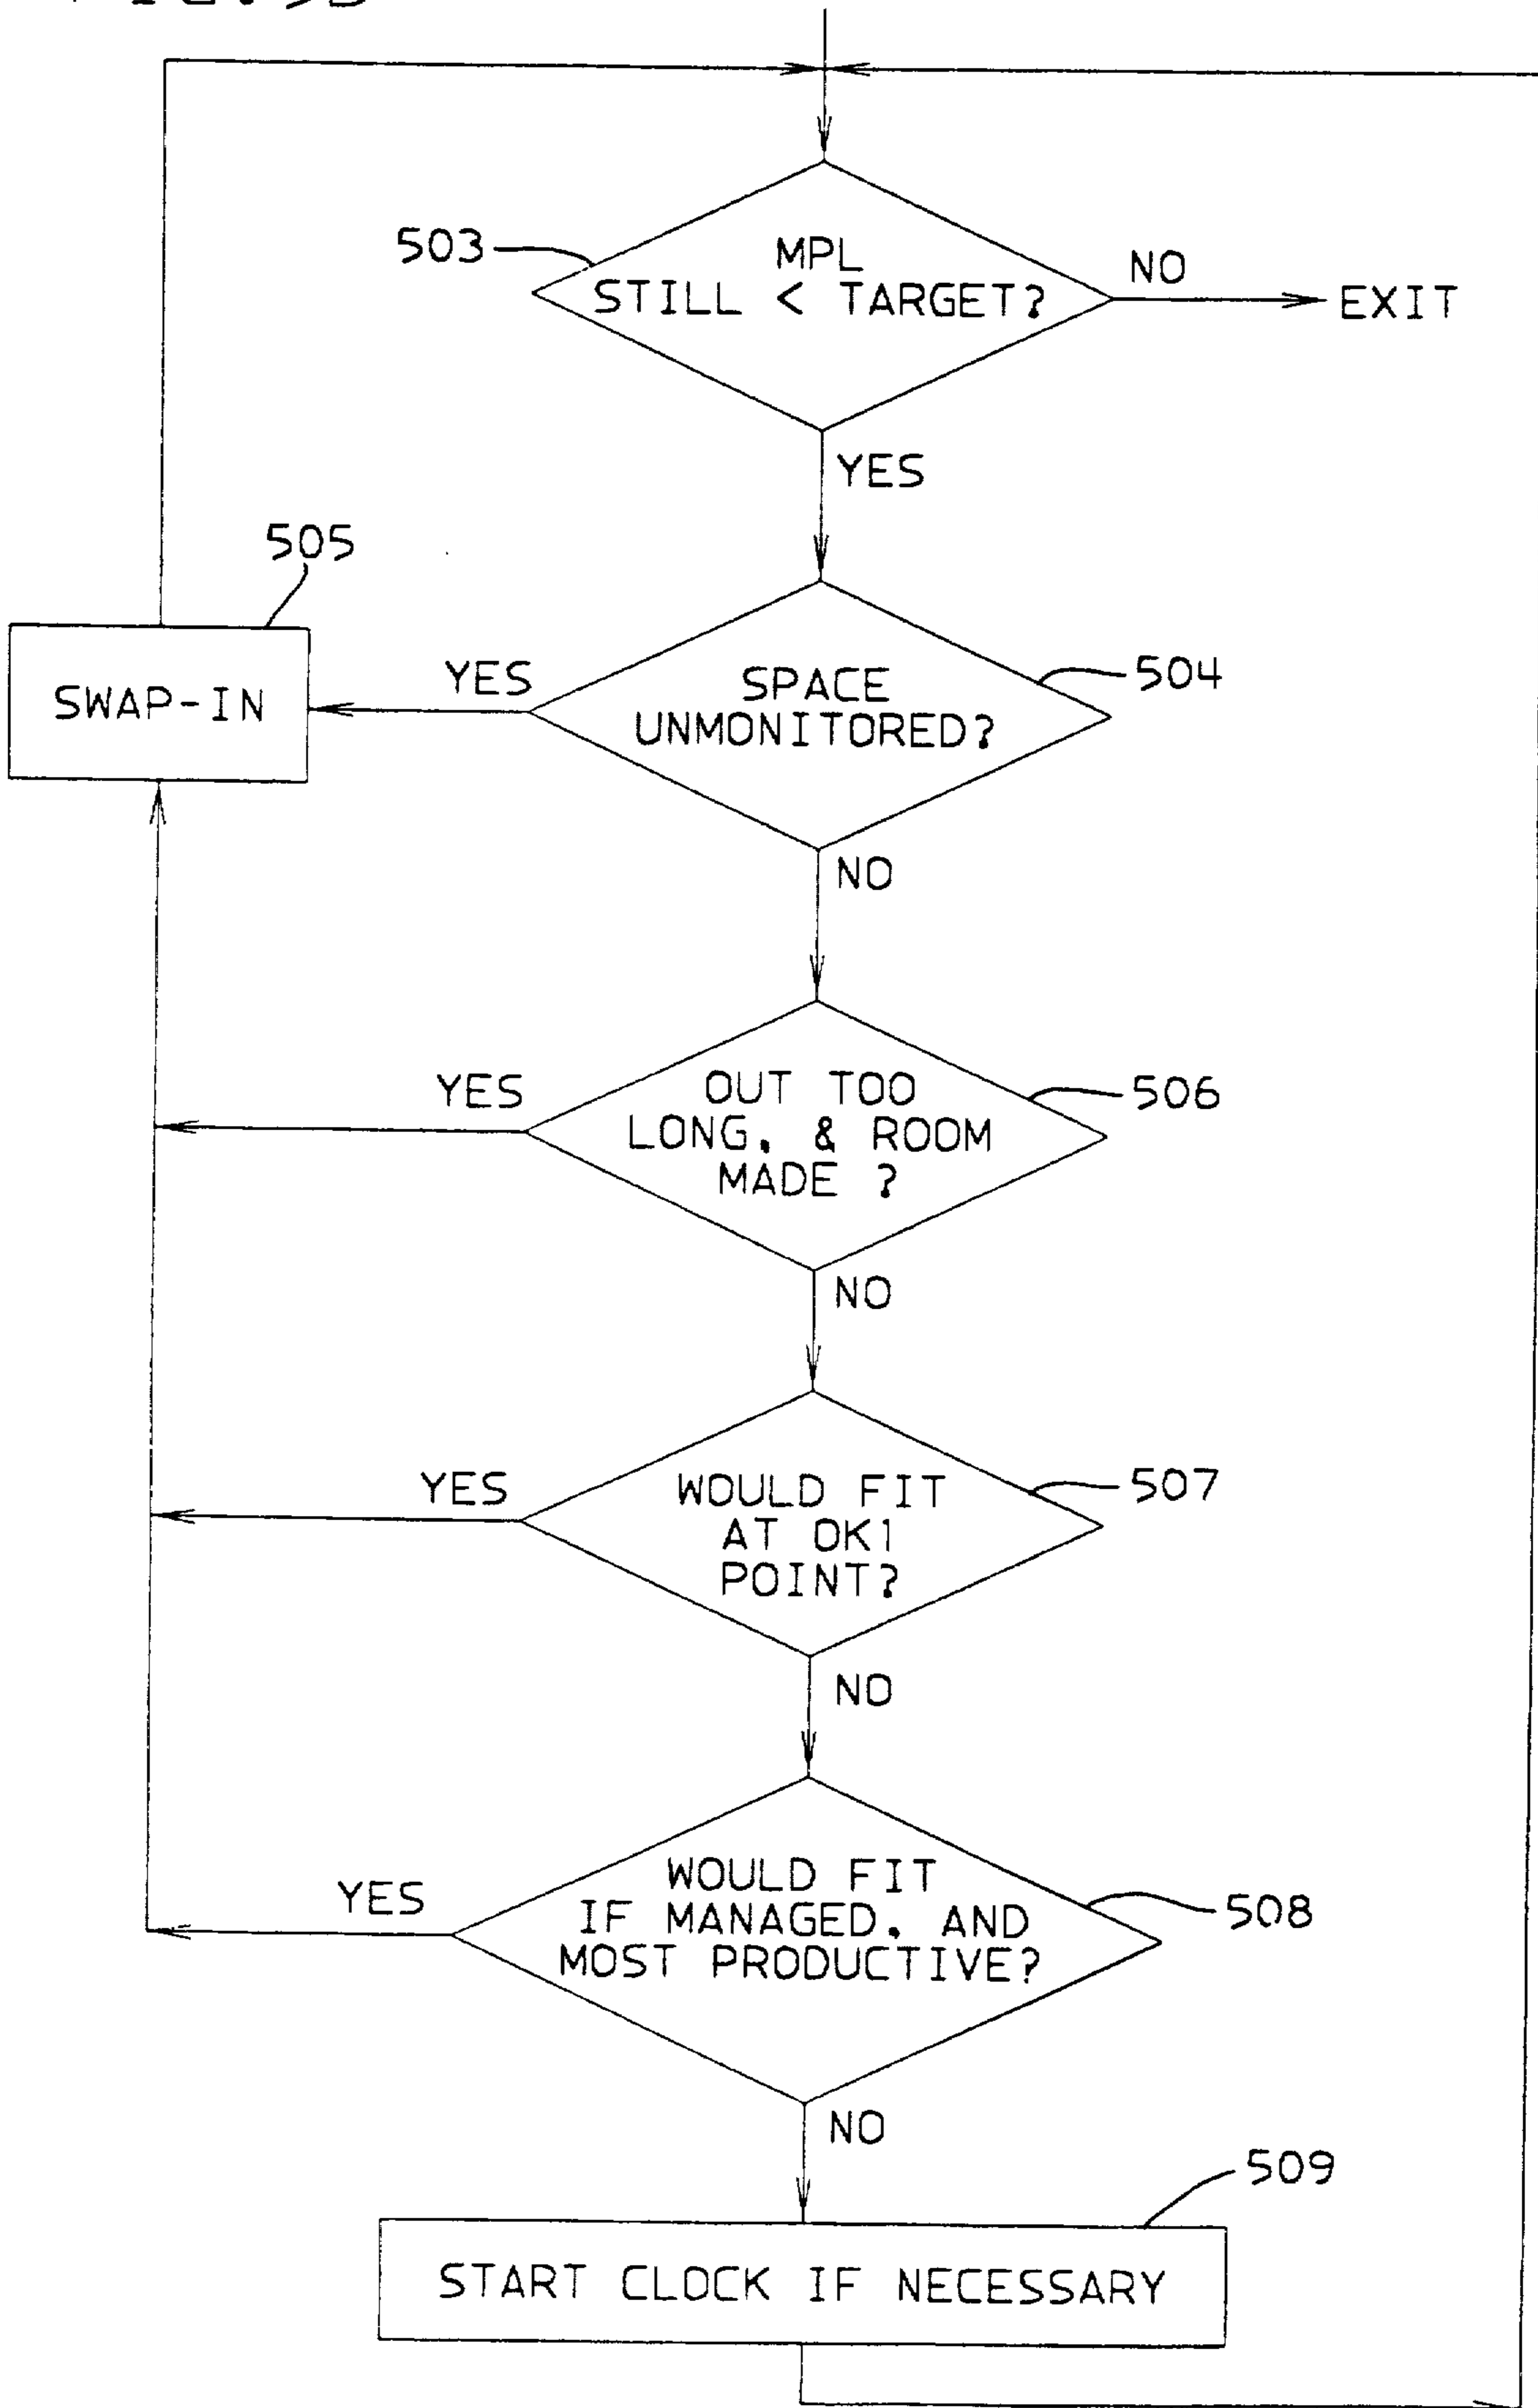 503
MPL
STILL < TARGET?
NO
EXIT
YES
505
SWAP-IN
YES
SPACE
UNMONITORED?
504
NO
YES
OUT TOO
LONG. & ROOM
MADE ?
506
NO
YES
WOULD FIT
AT OK1
POINT?
507
NO
YES
WOULD FIT
IF MANAGED. AND
MOST PRODUCTIVE?
508
NO
509
START CLOCK IF NECESSARY